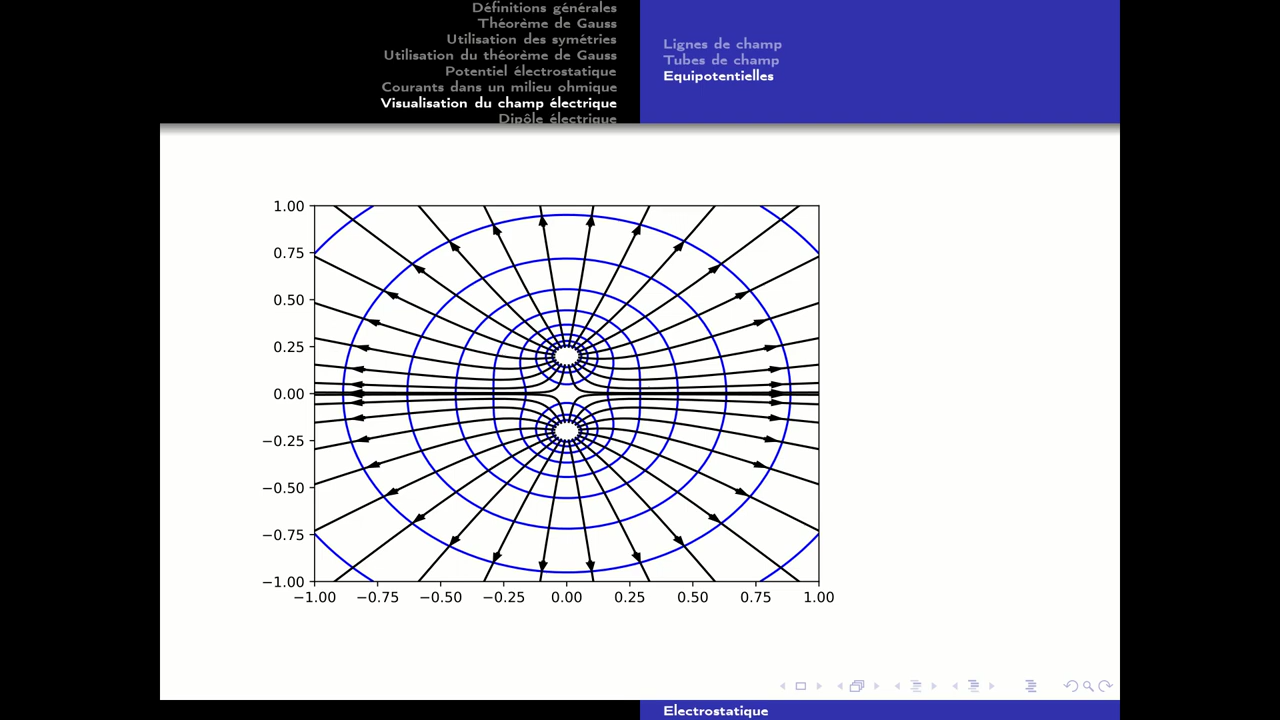 Définitions générales
Théorème de Gauss
Utilisation des symétries
Utilisation du théorème de Gauss
Potentiel électrostatique
Courants dans un milieu ohmique
Visualisation du champ électrique
Dipôle électrique
Lignes de champ
Tubes de champ
Equipotentielles
1.00
0.75
0.50
0.25
0.00
−0.25
−0.50
−0.75
−1.00
−1.00 −0.75 −0.50 −0.25 0.00 0.25 0.50 0.75 1.00
Electrostatique